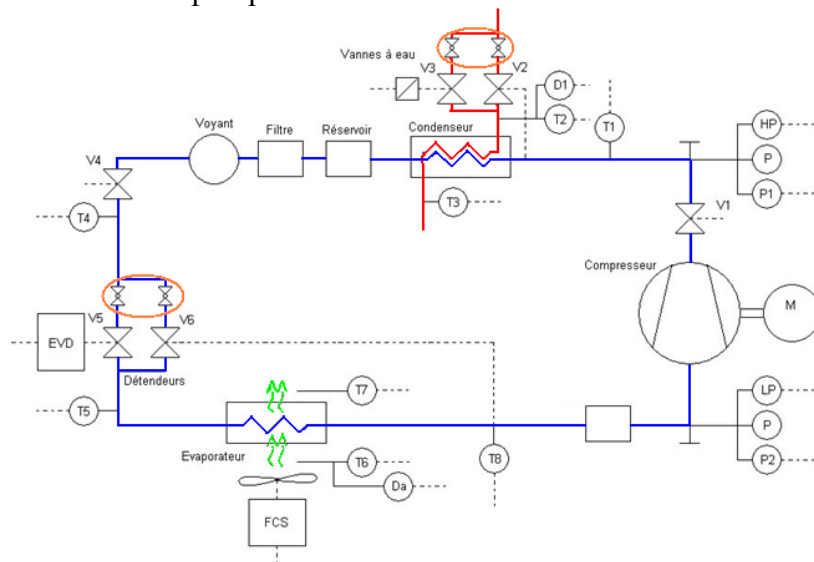 Vannes à eau
V3
V2
D1
T2
T1
HP
P
P1
Voyant
Filtre
Réservoir
Condenseur
V4
T4
T3
V1
Compresseur
M
V5
V6
EVD
Détendeurs
T5
T7
LP
P
P2
Evaporateur
T6
T8
Da
FCS